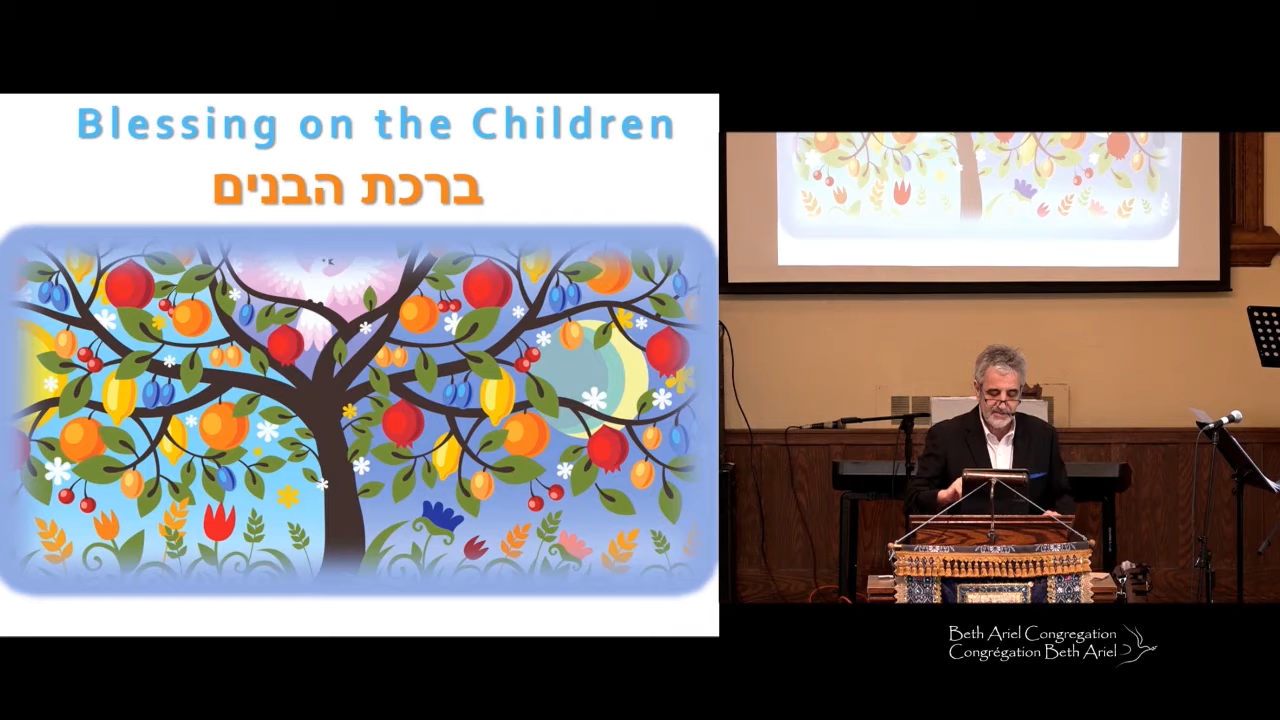 Blessing on the Children
ברכת הבנים
Beth Ariel Congregation
Congrégation Beth Ariel